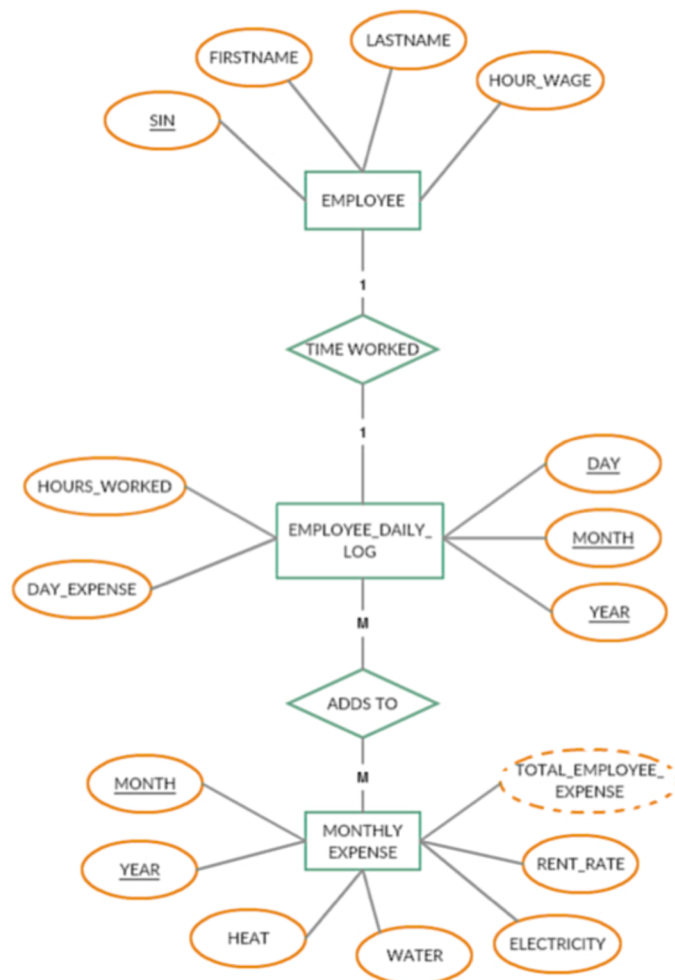 LASTNAME
FIRSTNAME
HOUR_WAGE
SIN
EMPLOYEE
1
TIME WORKED
1
DAY
HOURS_WORKED
EMPLOYEE_DAILY_
LOG
MONTH
DAY_EXPENSE
YEAR
M
ADDS TO
M
MONTH
TOTAL_EMPLOYEE_
EXPENSE
MONTHLY
EXPENSE
YEAR
RENT_RATE
HEAT
WATER
ELECTRICITY